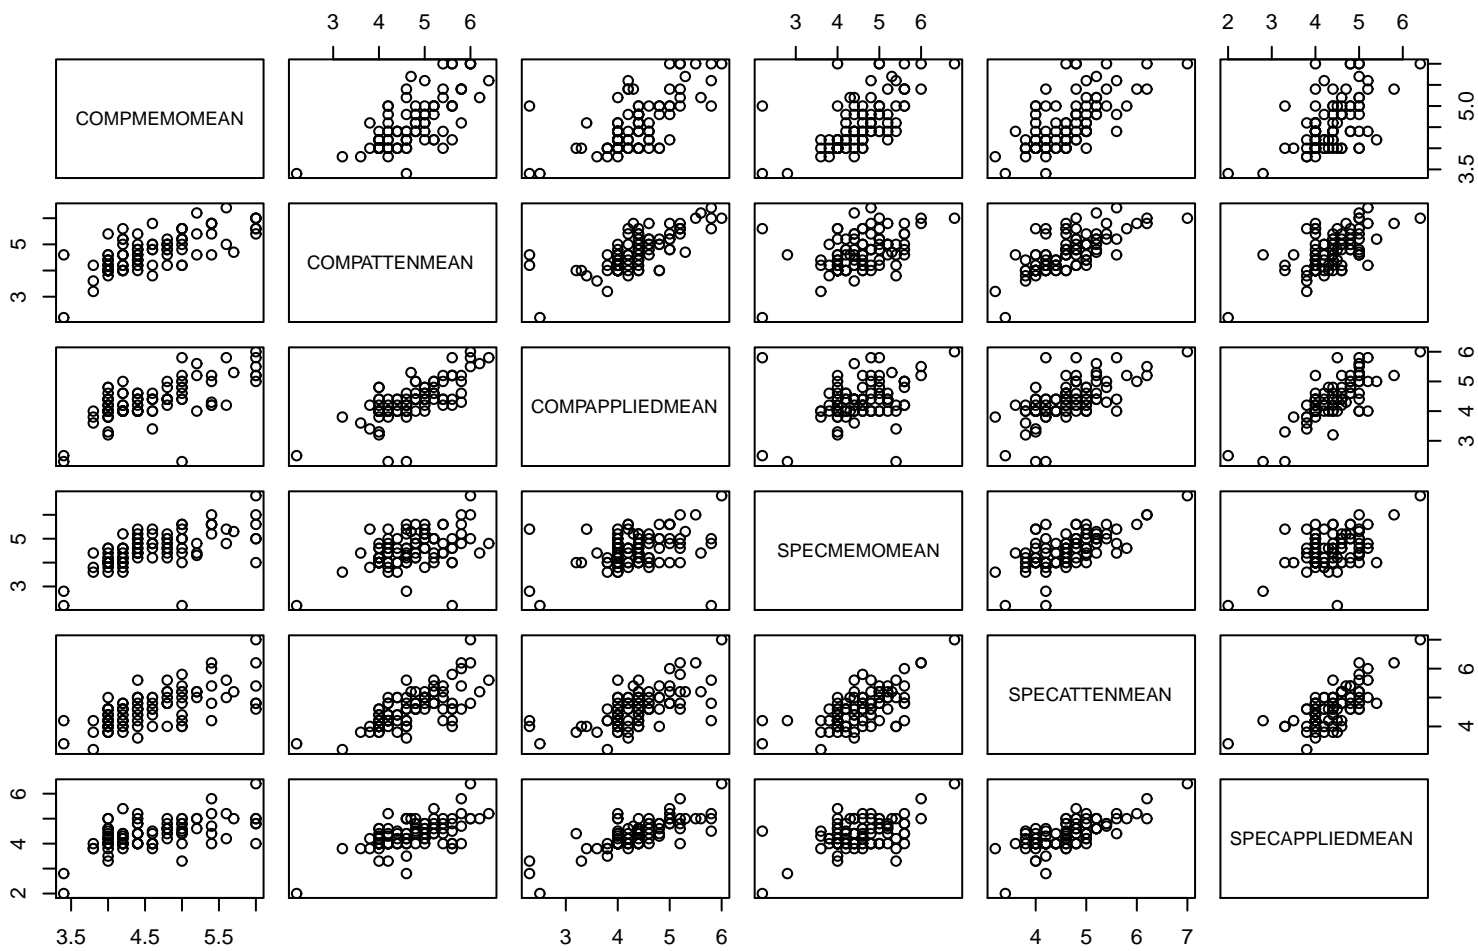 3 4 5 6 3 4 5 6 2 3 4 5 6
COMPMEMOMEAN
3.5 5.0
3 5
COMPATTENMEAN
COMPAPPLIEDMEAN
3 4 5 6
3 5
SPECMEMOMEAN
SPECATTENMEAN
4 6
2 4 6
SPECAPPLIEDMEAN
3.5 4.5 5.5 3 4 5 6 4 5 6 7